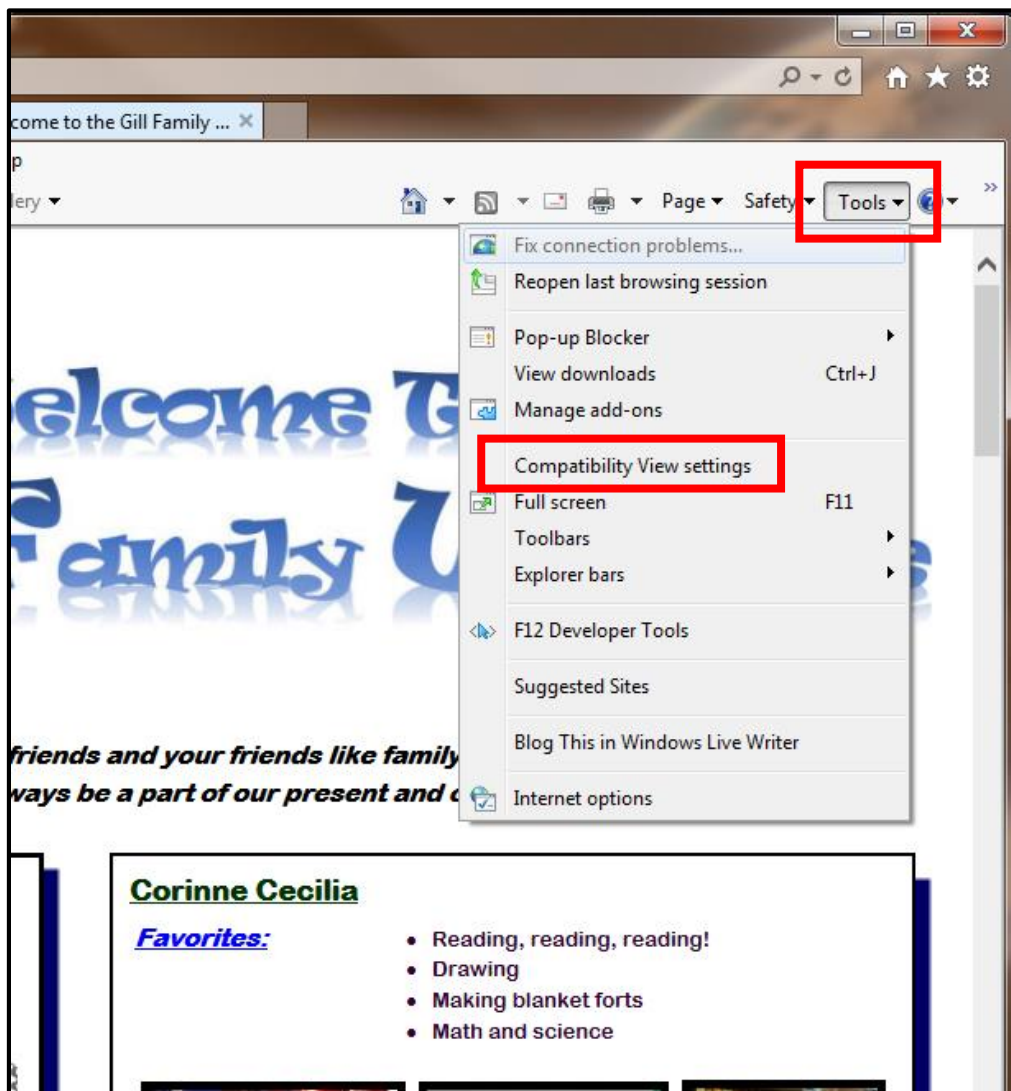 come to the Gill Family ...
p
lery
Page Safety Tools
Fix connection problems...
Reopen last browsing session
Pop-up Blocker
View downloads Ctrl+J
Manage add-ons
Compatibility View settings
Full screen F11
Toolbars
Explorer bars
F12 Developer Tools
Suggested Sites
Blog This in Windows Live Writer
Internet options
elcome T
Family U
friends and your friends like family
ways be a part of our present and
Corinne Cecilia
Favorites:
• Reading, reading, reading!
• Drawing
• Making blanket forts
• Math and science